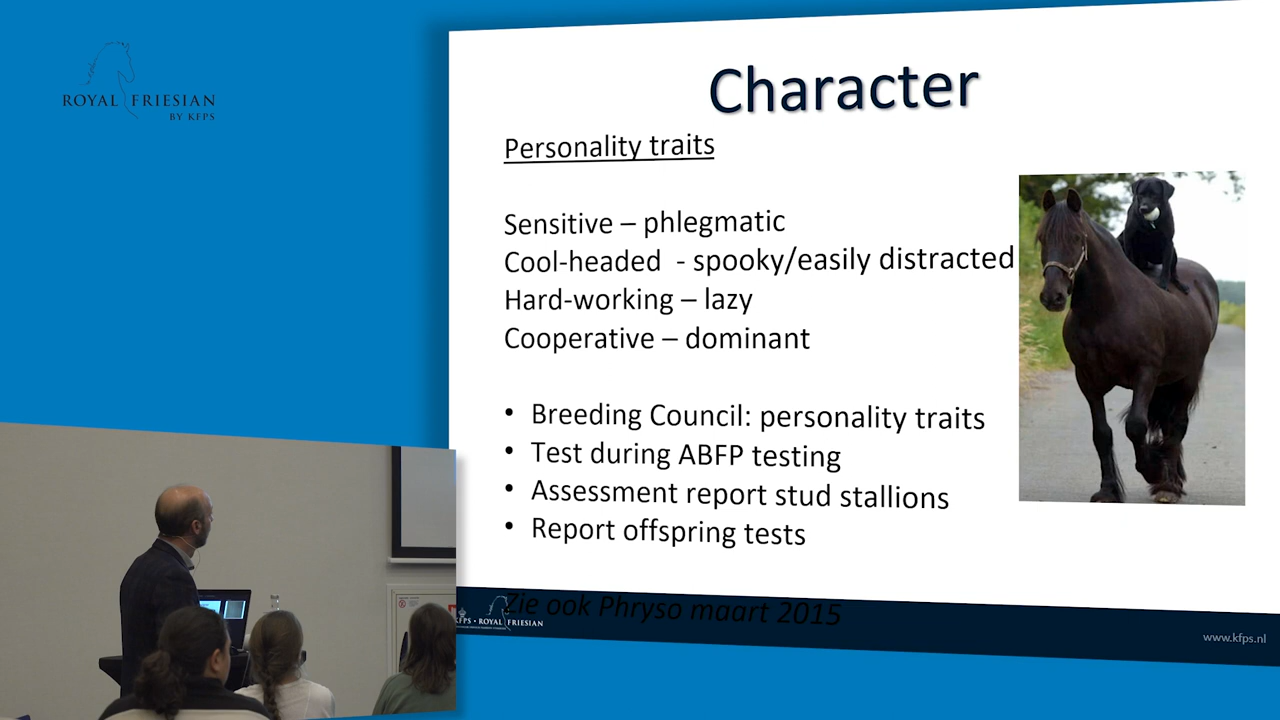 ROYAL FRIESIAN
BY KFPS
Character
Personality traits
Sensitive – phlegmatic
Cool-headed - spooky/easily distracted
Hard-working – lazy
Cooperative – dominant
• Breeding Council: personality traits
• Test during ABFP testing
• Assessment report stud stallions
• Report offspring tests
Zie ook Phryso maart 2015
KFPS • ROYAL FRIESIAN
www.kfps.nl